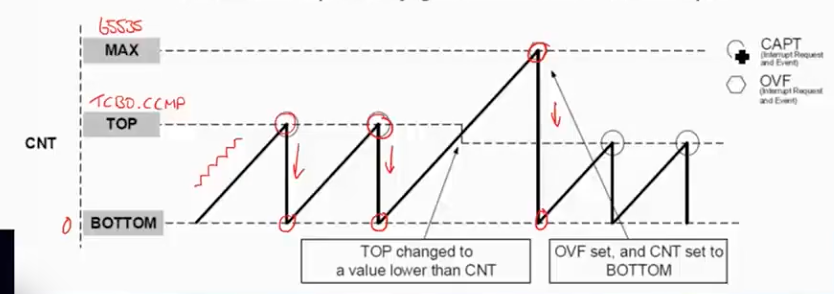 65535
MAX
TCB0.CCMP
TOP
CNT
0
BOTTOM
CAPT
(Interrupt Request
and Event)
OVF
(Interrupt Request
and Event)
TOP changed to
a value lower than CNT
OVF set, and CNT set to
BOTTOM